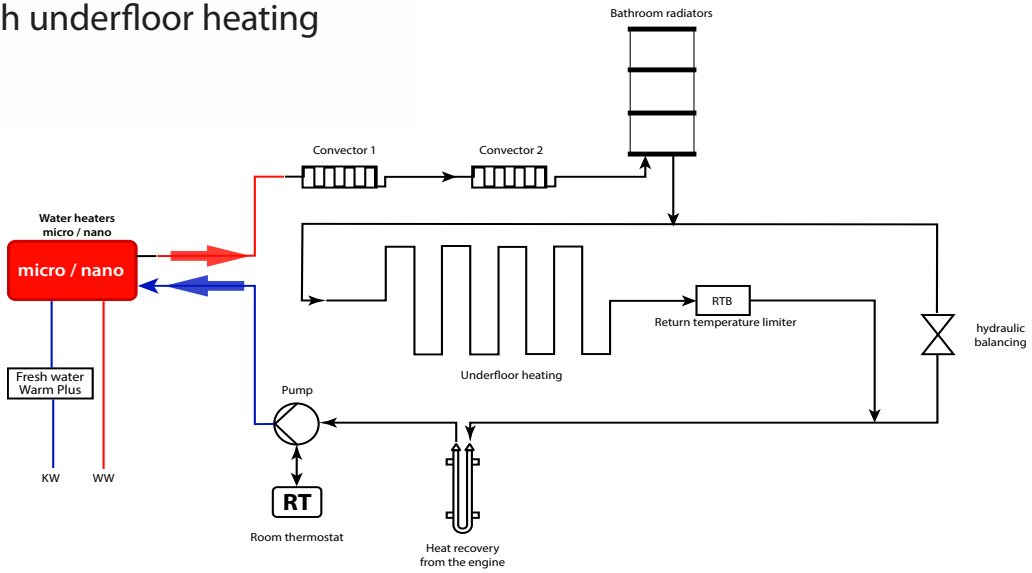 h underfloor heating
Bathroom radiators
Convector 1
Convector 2
Water heaters
micro / nano
micro / nano
RTB
Return temperature limiter
hydraulic
balancing
Fresh water
Warm Plus
Underfloor heating
Pump
KW
WW
RT
Room thermostat
Heat recovery
from the engine